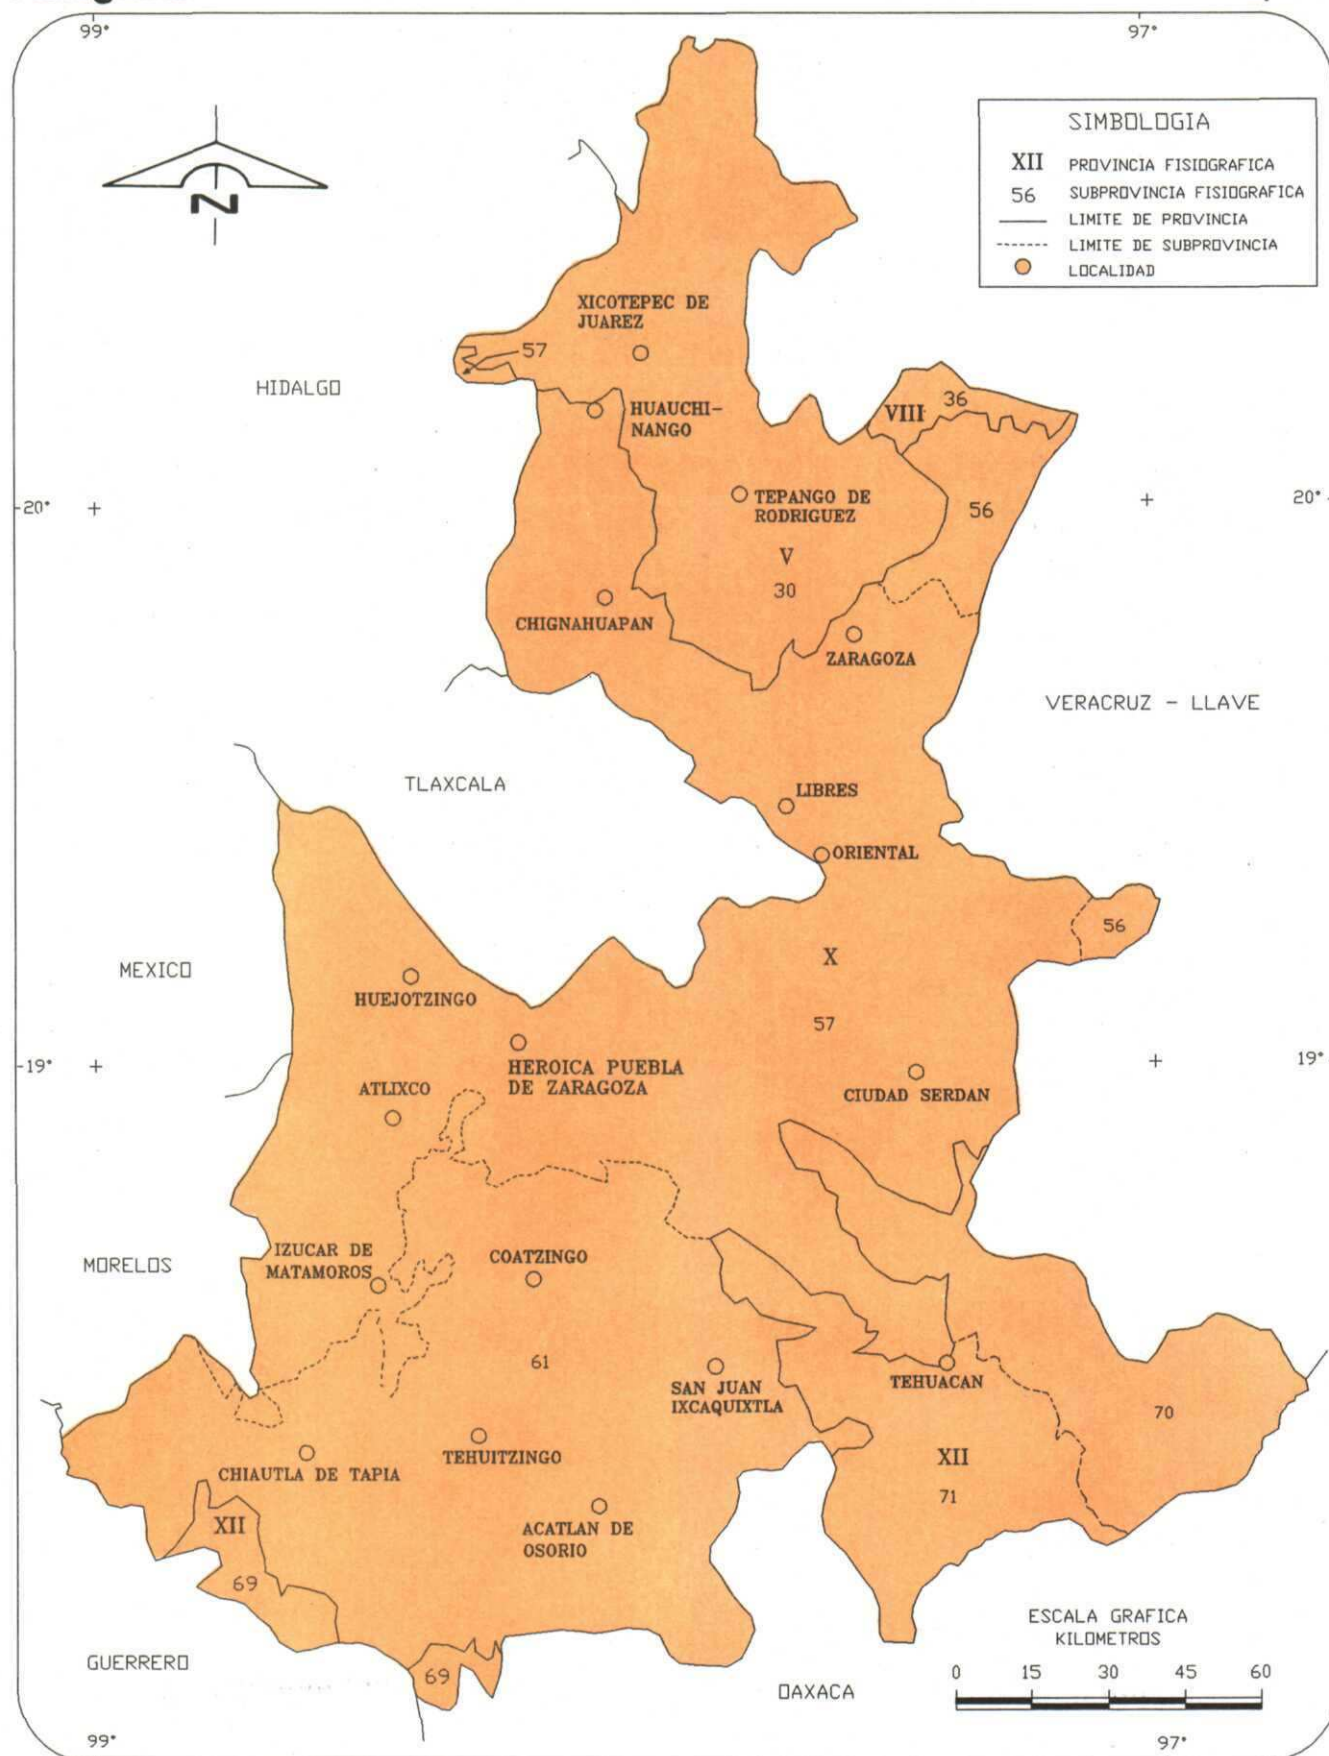 99°
97°
SIMBOLOGIA
XII PROVINCIA FISIOGRAFICA
56 SUBPROVINCIA FISIOGRAFICA
LIMITE DE PROVINCIA
LIMITE DE SUBPROVINCIA
LOCALIDAD
N
XICOTEPEC DE
JUAREZ
57
HIDALGO
HUAUCHI-
NANGO
VIII
36
20°
TEPANGO DE
RODRIGUEZ
56
20°
V
30
CHIGNAHUAPAN
ZARAGOZA
VERACRUZ - LLAVE
TLAXCALA
LIBRES
ORIENTAL
56
X
MEXICO
HUEJOTZINGO
57
19°
HEROICA PUEBLA
DE ZARAGOZA
19°
ATLIXCO
CIUDAD SERDAN
MORELOS
IZUCAR DE
MATAMOROS
COATZINGO
61
SAN JUAN
IXCAQUIXTLA
TEHUACAN
70
TEHUITZINGO
CHIAUTLA DE TAPIA
XII
71
XII
ACATLAN DE
OSORIO
69
GUERRERO
69
OAXACA
ESCALA GRAFICA
KILOMETROS
0 15 30 45 60
99°
97°